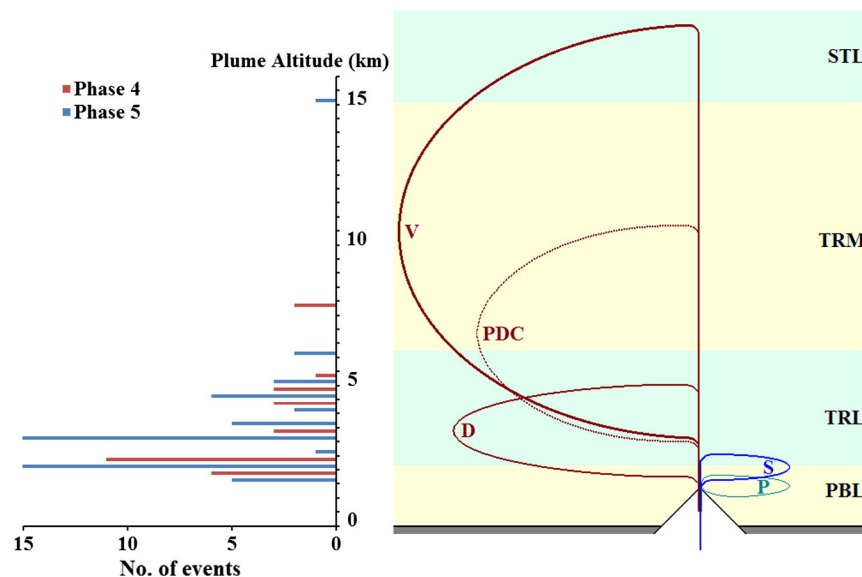 Plume Altitude (km)
Phase 4
Phase 5
15
10
5
0
15
10
5
0
No. of events
STL
TRM
TRL
PBL
V
PDC
D
S
P